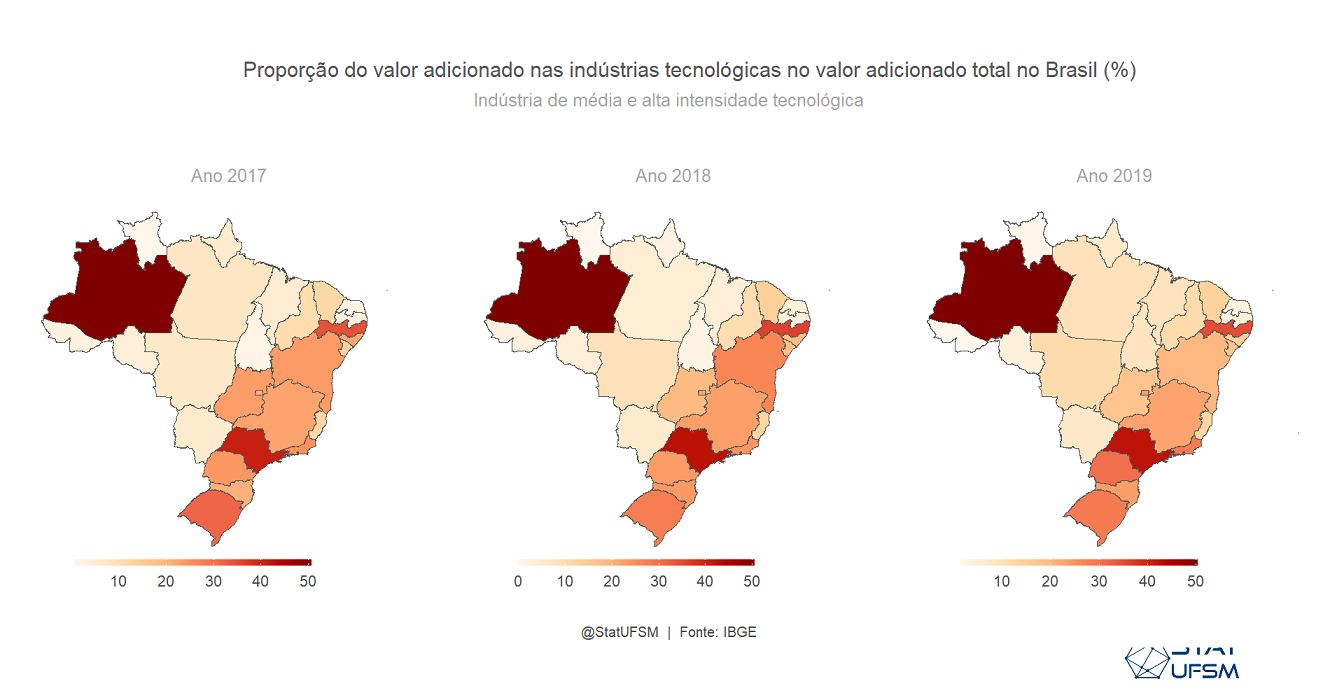 Proporção do valor adicionado nas indústrias tecnológicas no valor adicionado total no Brasil (%)
Indústria de média e alta intensidade tecnológica
Ano 2017
Ano 2018
Ano 2019
10 20 30 40 50
0 10 20 30 40 50
10 20 30 40 50
@StatUFSM | Fonte: IBGE
STAT
UFSM